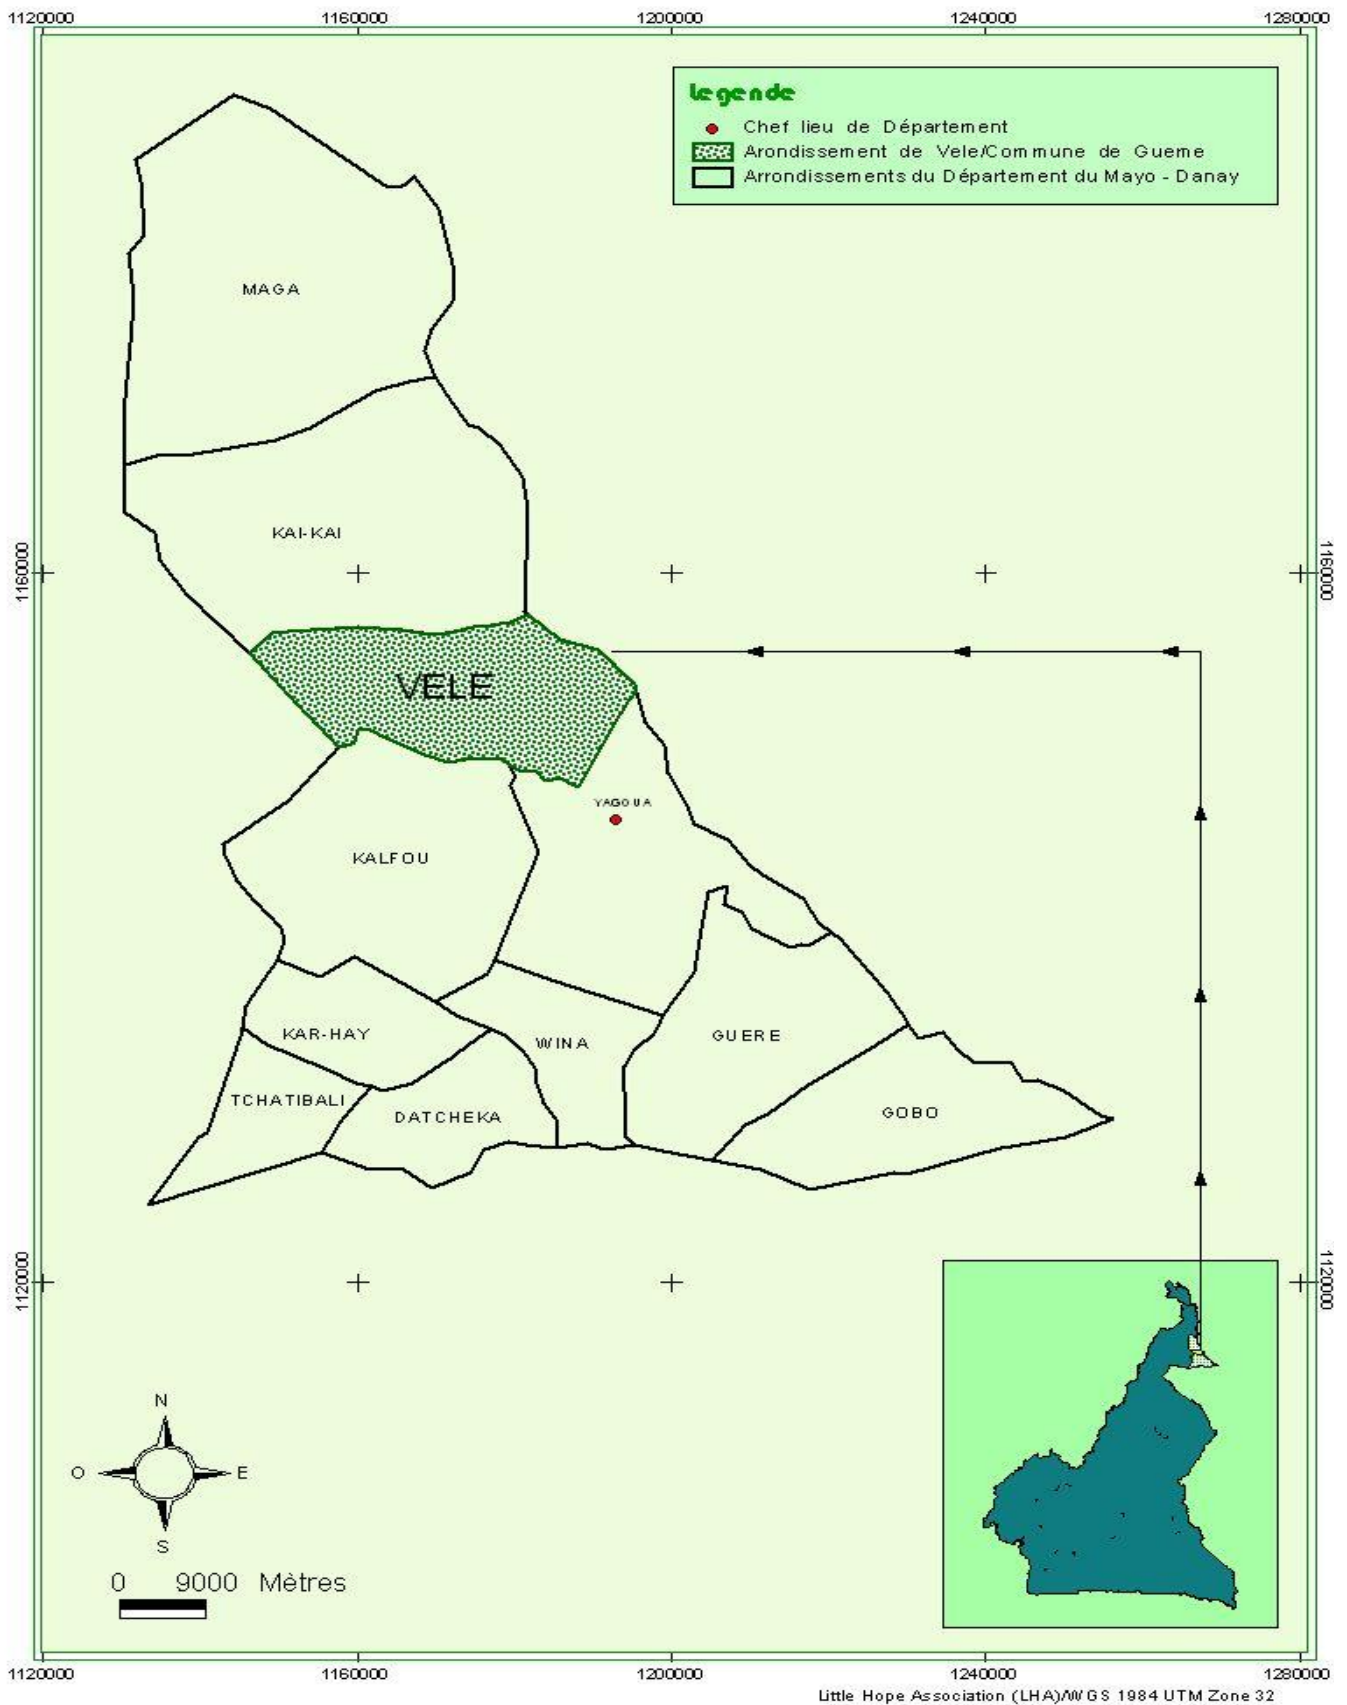 1120000 1160000 1200000 1240000 1280000
Legende
Chef lieu de Département
Arondissement de Vele/Commune de Gueme
Arrondissements du Département du Mayo - Danay
MAGA
KAI-KAI
1160000 1160000
VELE
YAGOUA
KALFOU
KAR-HAY
WINA
GUERE
TCHATIBALI
DATCHEKA
GOBO
1120000 1120000
N
O E
S
0 9000 Mètres
1120000 1160000 1200000 1240000 1280000
Little Hope Association (LHA)/WGS 1984 UTM Zone 32